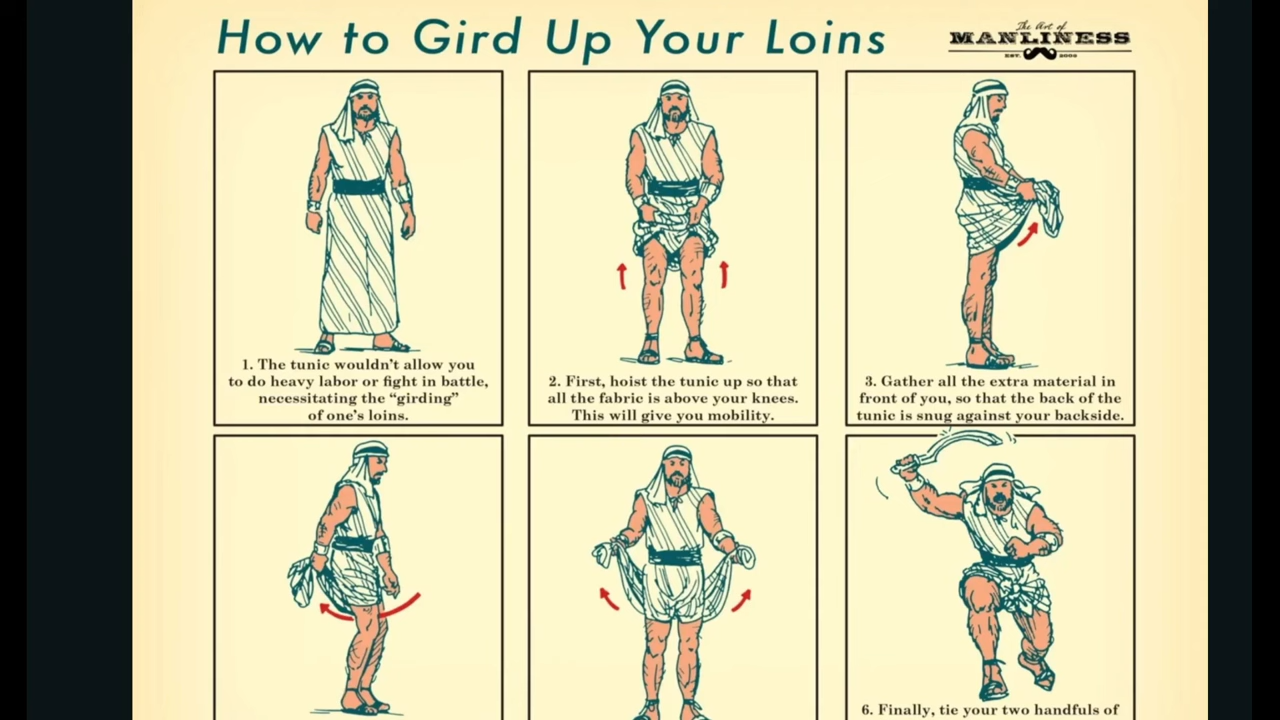 How to Gird Up Your Loins
The Art of
MANLINESS
EST. 2008
1. The tunic wouldn't allow you
to do heavy labor or fight in battle,
necessitating the “girding”
of one's loins.
2. First, hoist the tunic up so that
all the fabric is above your knees.
This will give you mobility.
3. Gather all the extra material in
front of you, so that the back of the
tunic is snug against your backside.
6. Finally, tie your two handfuls of